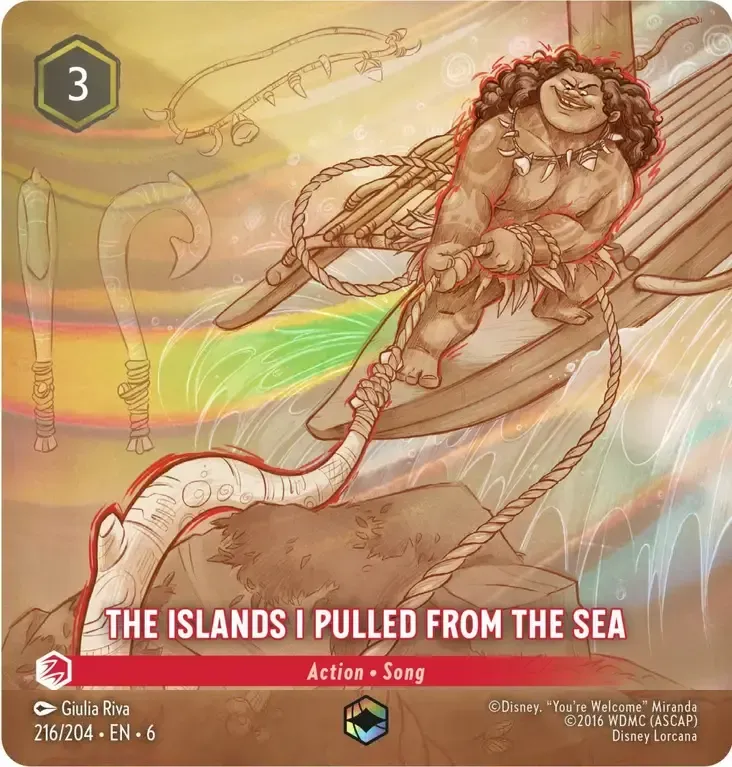 3
THE ISLANDS I PULLED FROM THE SEA
Action • Song
Giulia Riva
216/204 • EN • 6
©Disney. "You're Welcome" Miranda
©2016 WDMC (ASCAP)
Disney Lorcana